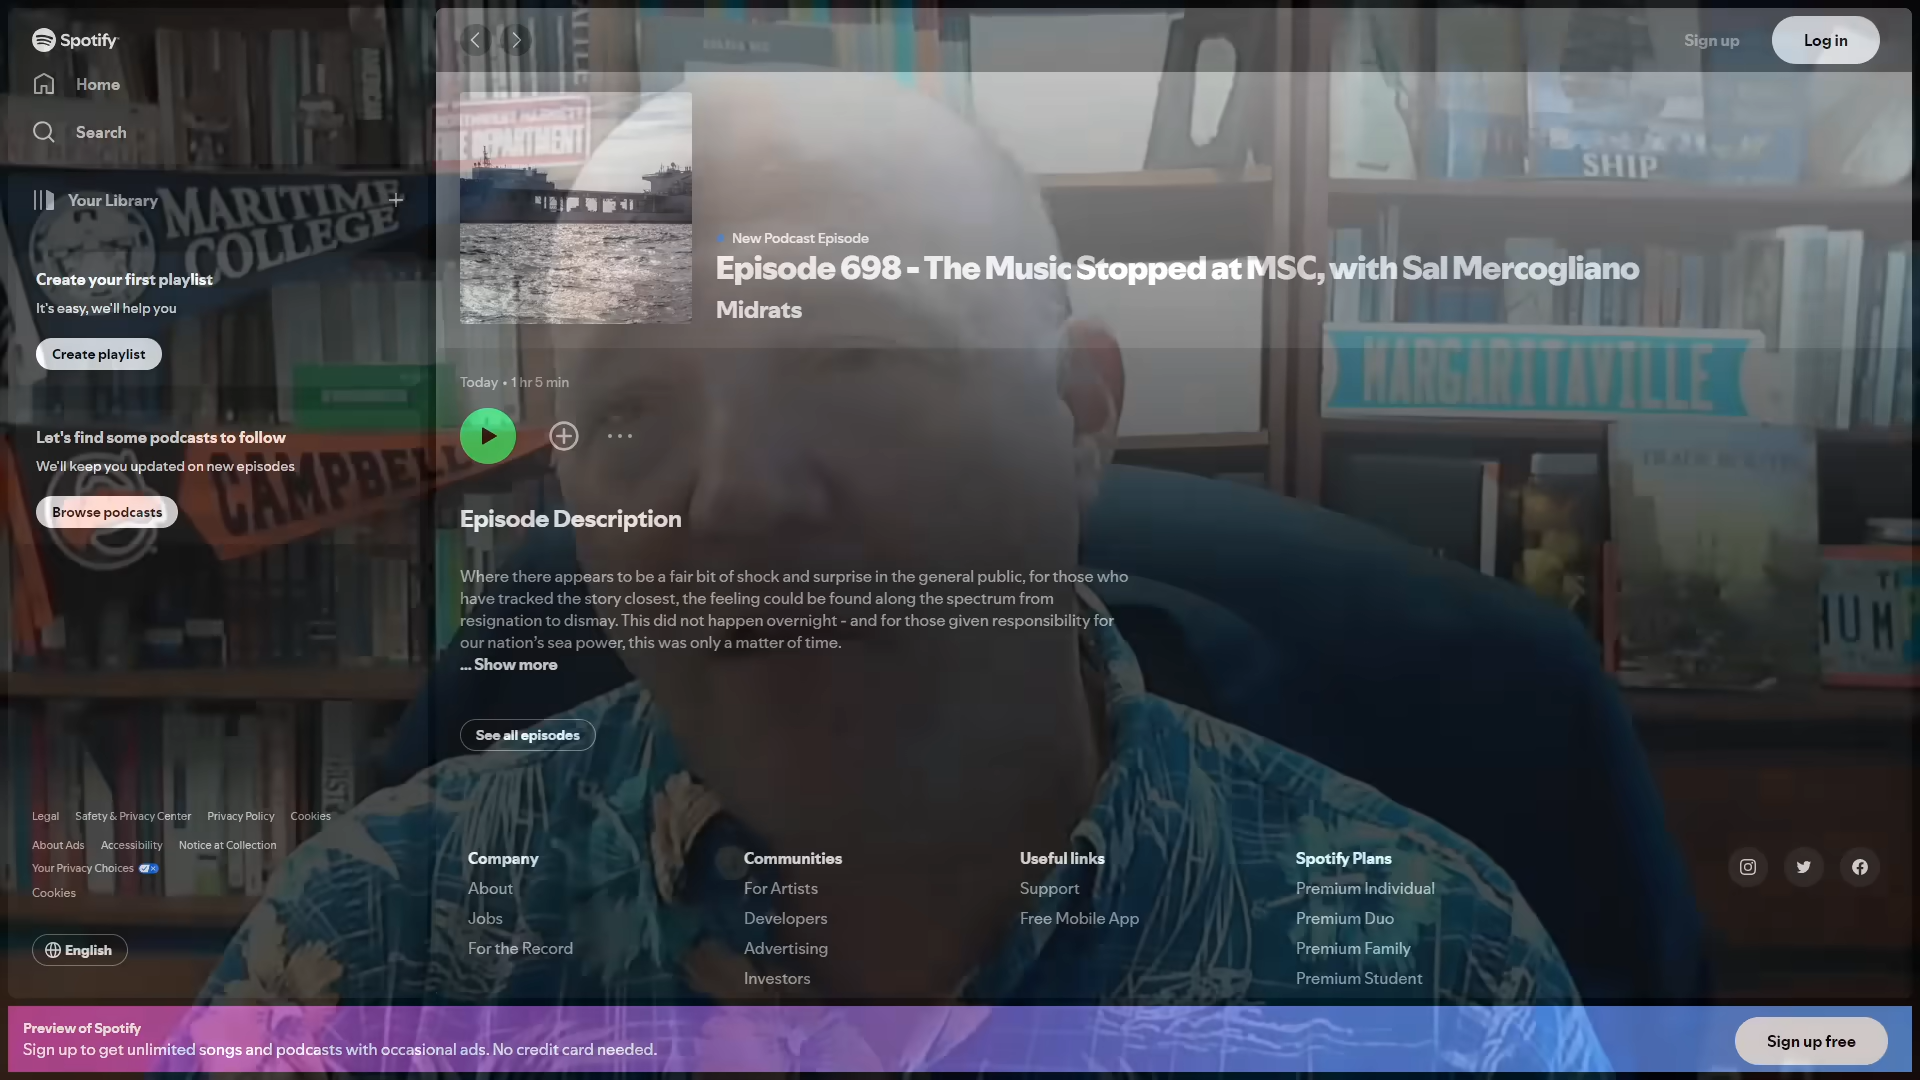 Spotify
Home
Search
Your Library
Create your first playlist
It's easy, we'll help you
Create playlist
Let's find some podcasts to follow
We'll keep you updated on new episodes
Browse podcasts
Legal
Safety & Privacy Center
Privacy Policy
Cookies
About Ads
Accessibility
Notice at Collection
Your Privacy Choices
Cookies
English
Sign up
Log in
New Podcast Episode
Episode 698 - The Music Stopped at MSC, with Sal Mercogliano
Midrats
Today • 1 hr 5 min
Episode Description
Where there appears to be a fair bit of shock and surprise in the general public, for those who
have tracked the story closest, the feeling could be found along the spectrum from
resignation to dismay. This did not happen overnight - and for those given responsibility for
our nation's sea power, this was only a matter of time.
... Show more
See all episodes
Company
About
Jobs
For the Record
Communities
For Artists
Developers
Advertising
Investors
Useful links
Support
Free Mobile App
Spotify Plans
Premium Individual
Premium Duo
Premium Family
Premium Student
Preview of Spotify
Sign up to get unlimited songs and podcasts with occasional ads. No credit card needed.
Sign up free
MARITIME
COLLEGE
CAMPBELL
DEPARTMENT
SHIP
MARGARITAVILLE